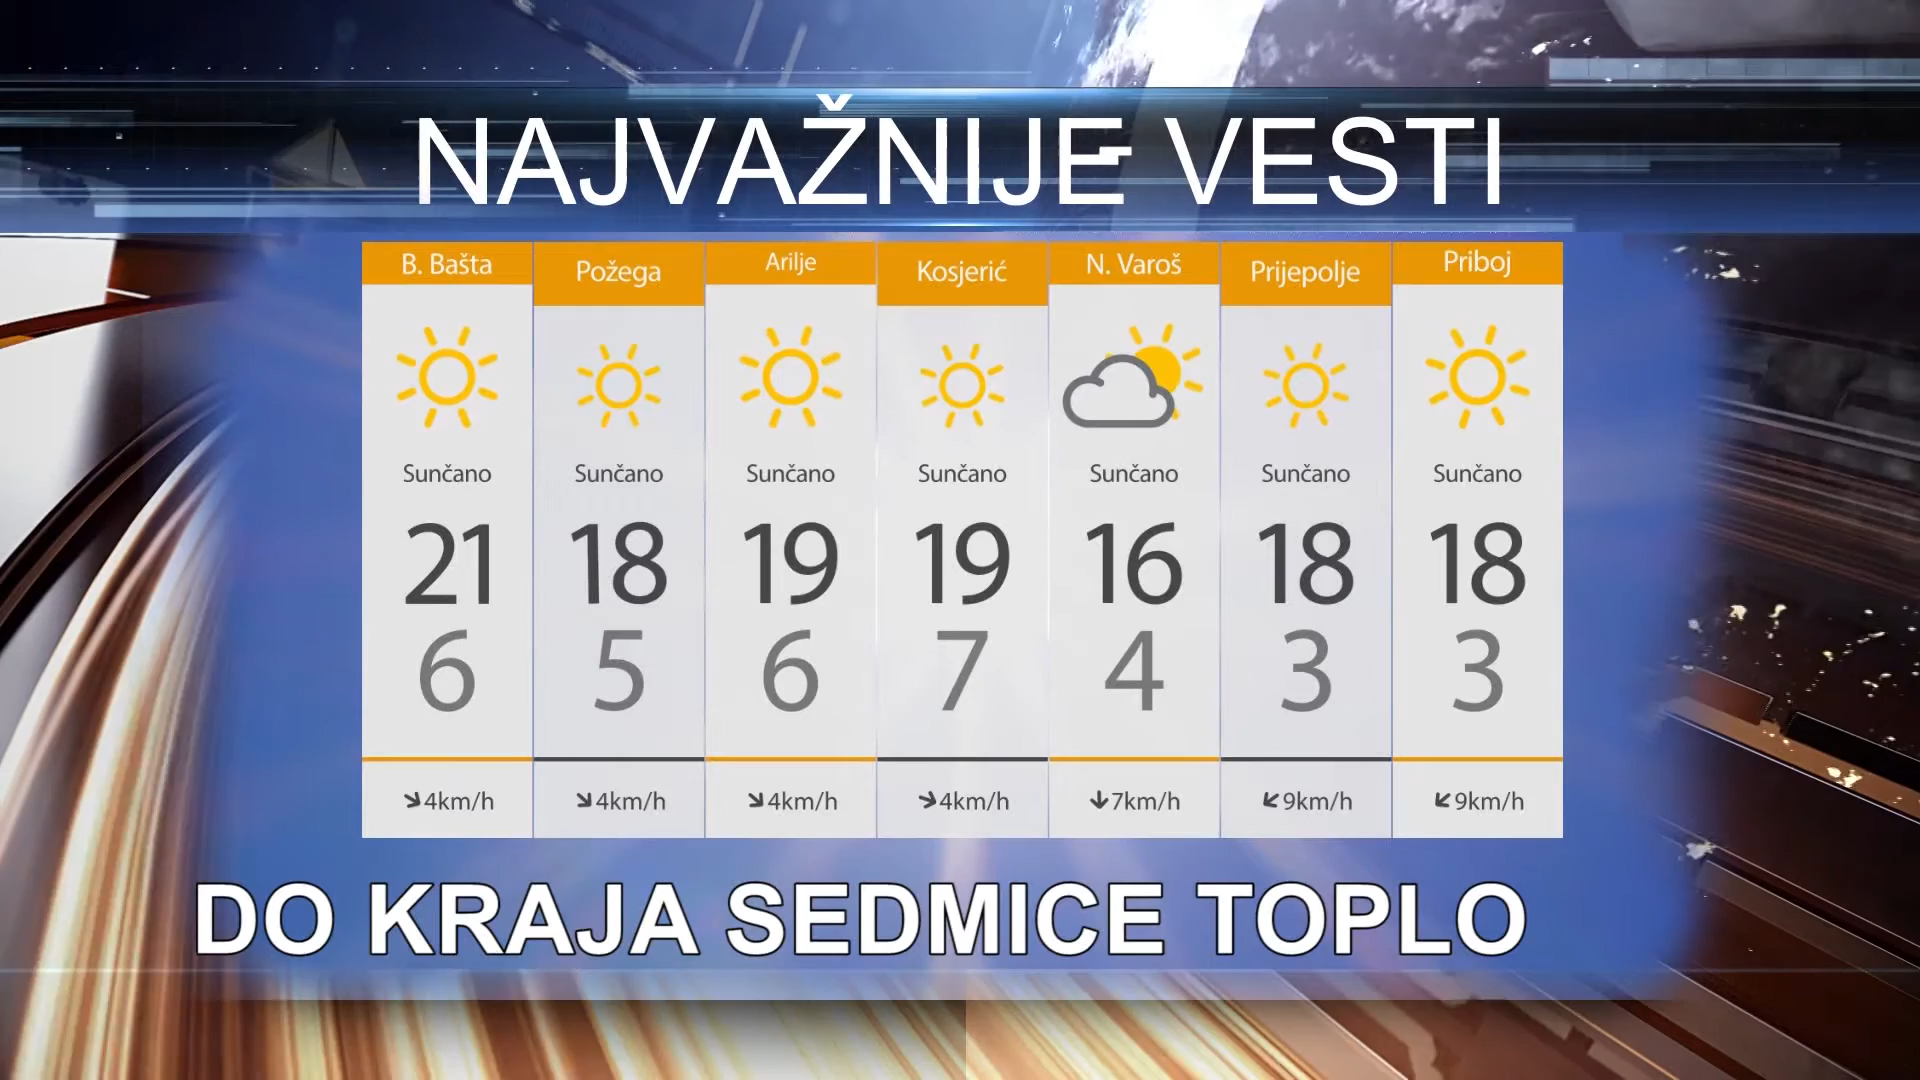 NAJVAŽNIJE VESTI
B. Bašta Požega Arilje Kosjerić N. Varoš Prijepolje Priboj
Sunčano Sunčano Sunčano Sunčano Sunčano Sunčano Sunčano
21 18 19 19 16 18 18
6 5 6 7 4 3 3
4km/h 4km/h 4km/h 4km/h 7km/h 9km/h 9km/h
DO KRAJA SEDMICE TOPLO